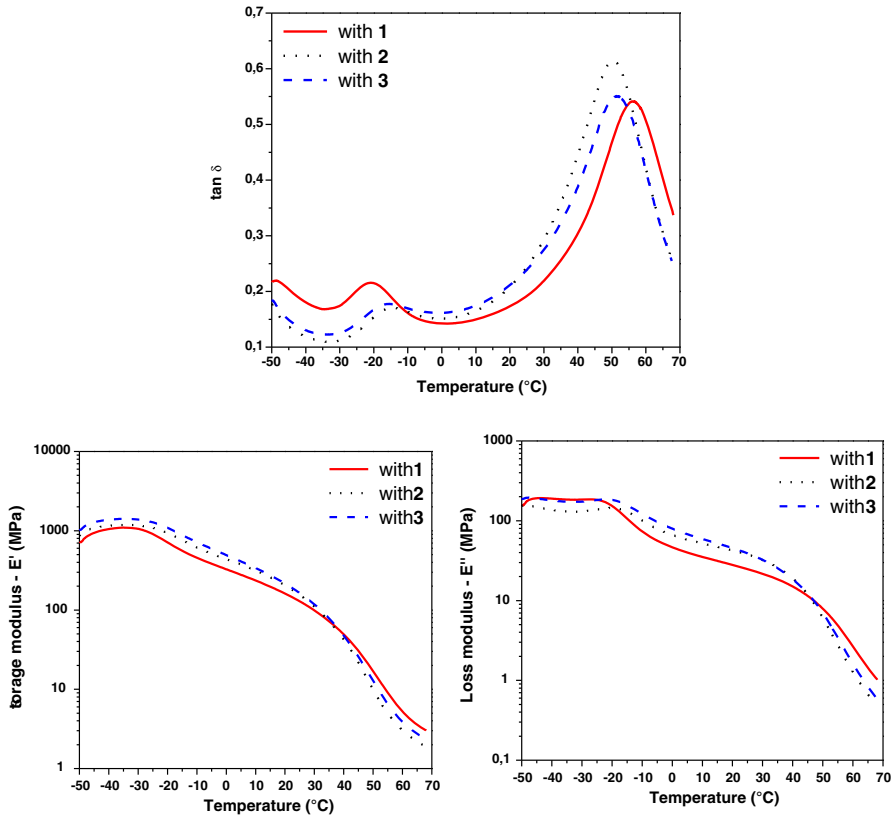 with 1
with 2
with 3
0,7
0,6
0,5
0,4
0,3
0,2
0,1
tan δ
-50 -40 -30 -20 -10 0 10 20 30 40 50 60 70
Temperature (°C)
10000
1000
100
10
1
storage modulus - E' (MPa)
with1
with2
with3
-50 -40 -30 -20 -10 0 10 20 30 40 50 60 70
Temperature (°C)
1000
100
10
1
0,1
Loss modulus - E'' (MPa)
with1
with2
with3
-50 -40 -30 -20 -10 0 10 20 30 40 50 60 70
Temperature (°C)